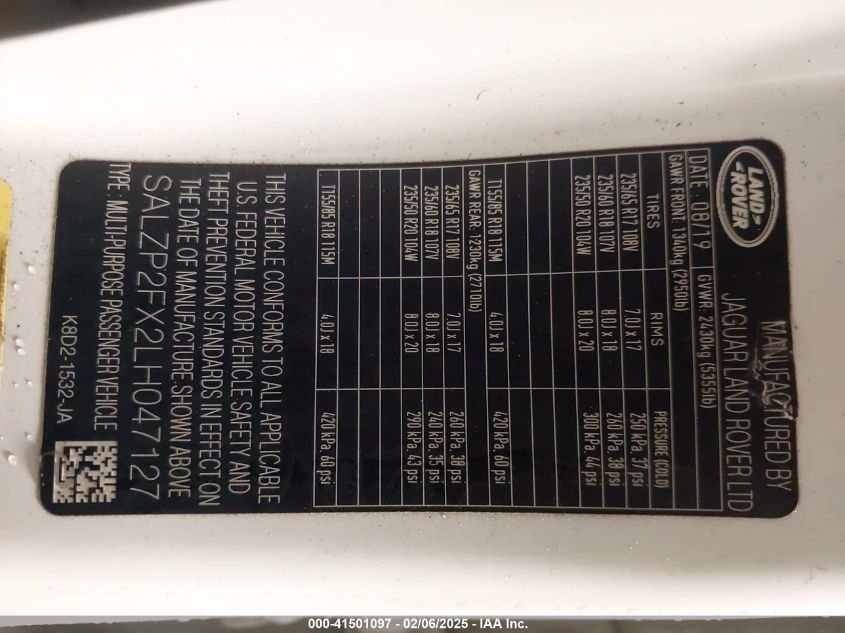 LAND-
-ROVER
MANUFACTURED BY
JAGUAR LAND ROVER LTD
DATE: 08/19 GVWR: 2430kg (5355lb)
GAWR FRONT: 1340kg (2950lb)
TIRES RIMS PRESSURE (COLD)
235/65 R17 108V 7.0J x 17 250 kPa, 37 psi
235/60 R18 107V 8.0J x 18 260 kPa, 38 psi
235/50 R20 104W 8.0J x 20 300 kPa, 44 psi
T155/85 R18 115M 4.0J x 18 420 kPa, 60 psi
GAWR REAR: 1230kg (2710lb)
235/65 R17 108V 7.0J x 17 260 kPa, 38 psi
235/60 R18 107V 8.0J x 18 240 kPa, 35 psi
235/50 R20 104W 8.0J x 20 290 kPa, 43 psi
T155/85 R18 115M 4.0J x 18 420 kPa, 60 psi
THIS VEHICLE CONFORMS TO ALL APPLICABLE
U.S. FEDERAL MOTOR VEHICLE SAFETY AND
THEFT PREVENTION STANDARDS IN EFFECT ON
THE DATE OF MANUFACTURE SHOWN ABOVE
SALZP2FX2LH047127
TYPE: MULTI-PURPOSE PASSENGER VEHICLE
K8D2-1532-JA
000-41501097 - 02/06/2025 - IAA Inc.